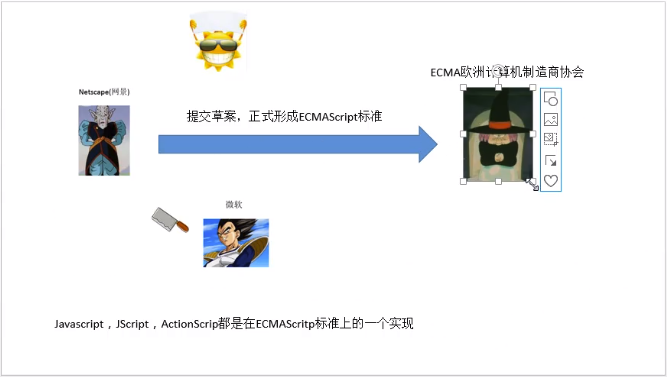 ECMA欧洲计算机制造商协会
Netscape(网景)
提交草案，正式形成ECMAScript标准
微软
Javascript，JScript，ActionScrip都是在ECMAScritp标准上的一个实现